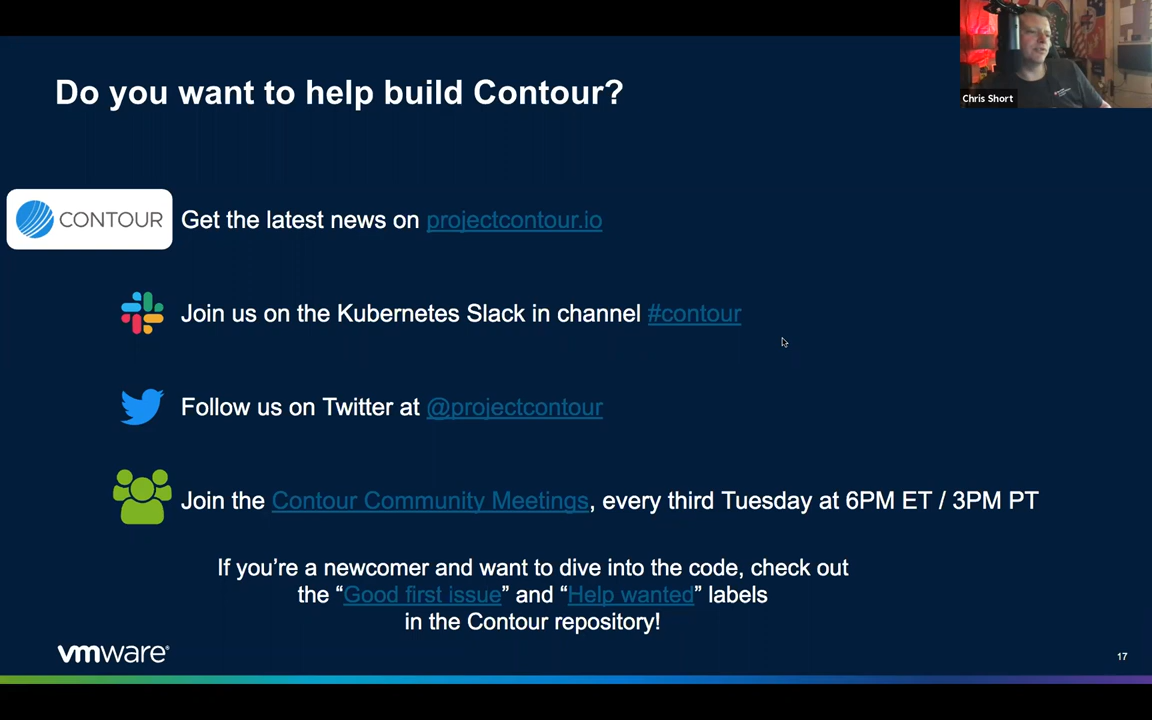 Do you want to help build Contour?
Chris Short
CONTOUR
Get the latest news on projectcontour.io
Join us on the Kubernetes Slack in channel #contour
Follow us on Twitter at @projectcontour
Join the Contour Community Meetings, every third Tuesday at 6PM ET / 3PM PT
If you’re a newcomer and want to dive into the code, check out
the “Good first issue” and “Help wanted” labels
in the Contour repository!
vmware®
17